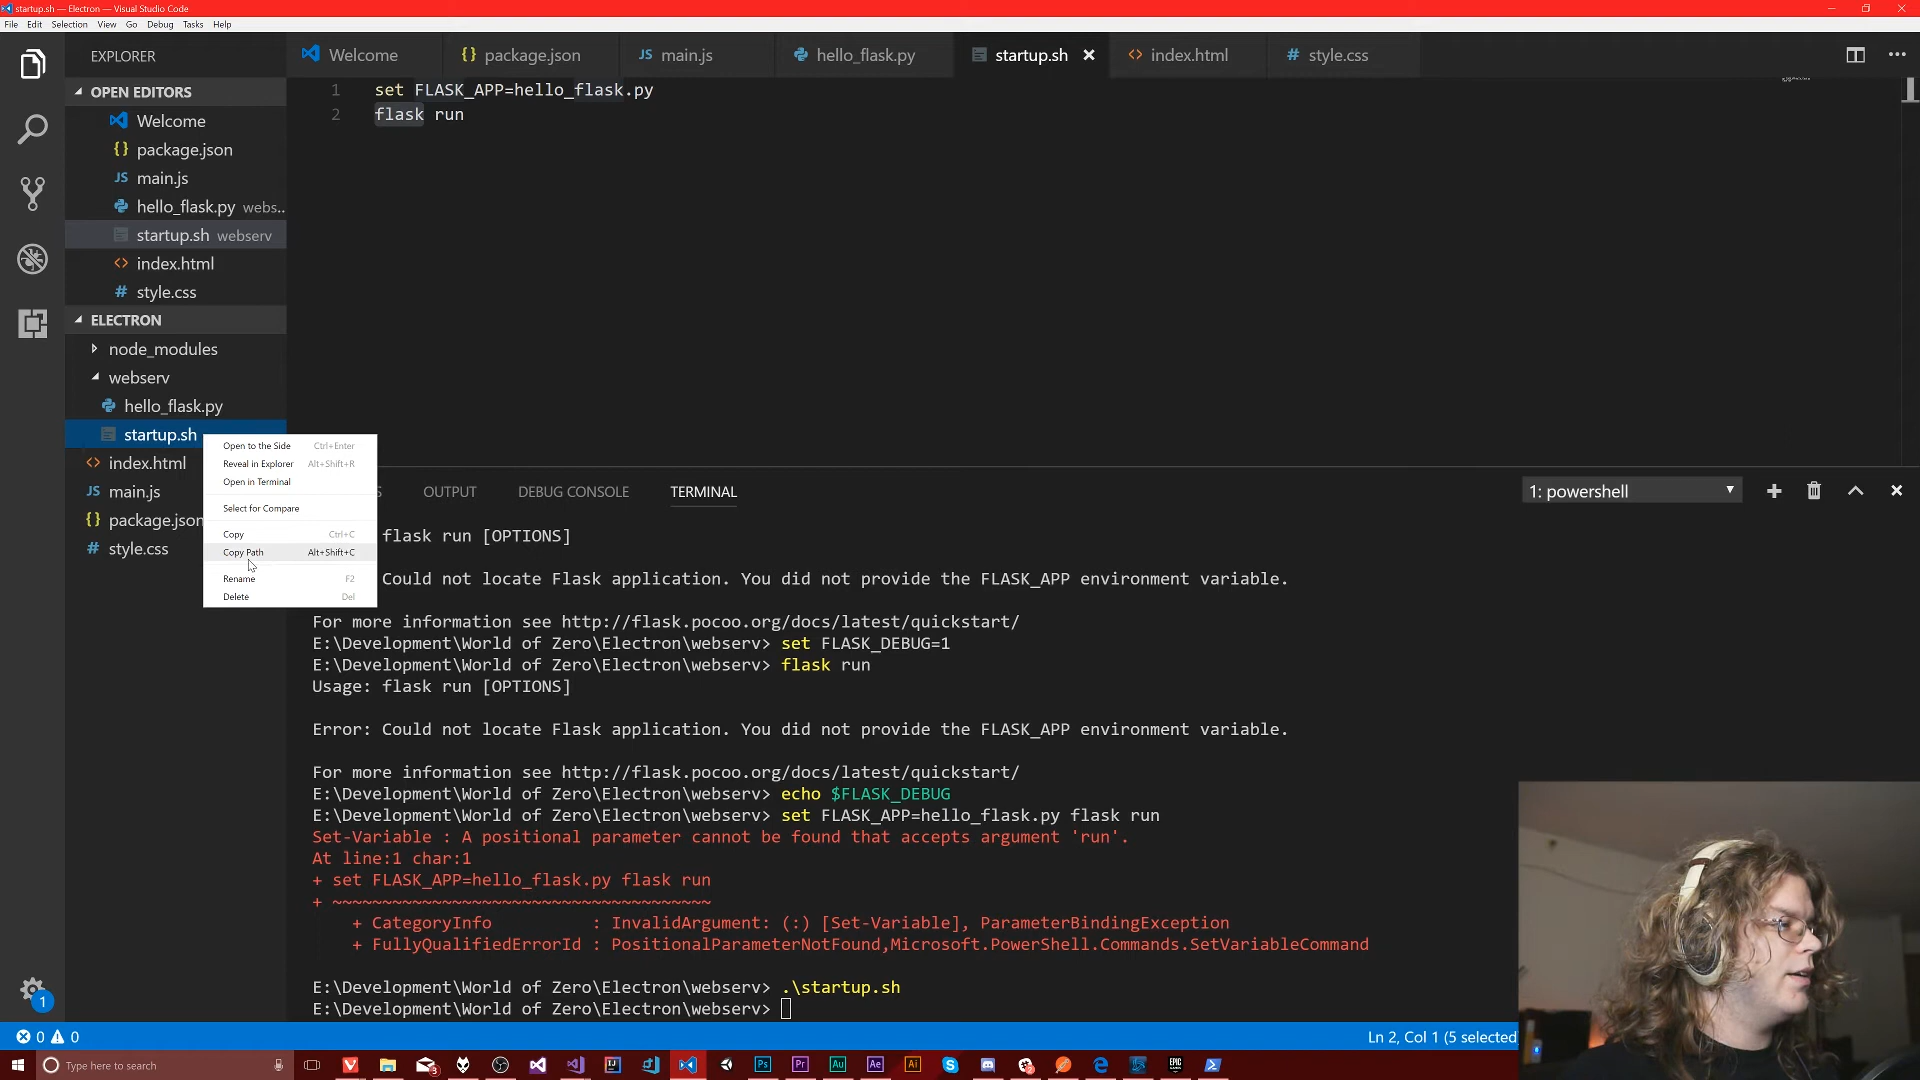 startup.sh — Electron — Visual Studio Code
File Edit Selection View Go Debug Tasks Help
EXPLORER
Welcome
package.json
main.js
hello_flask.py
startup.sh
index.html
style.css
OPEN EDITORS
Welcome
package.json
main.js
hello_flask.py webs..
startup.sh webserv
index.html
style.css
ELECTRON
node_modules
webserv
hello_flask.py
startup.sh
index.html
main.js
package.json
style.css
1 set FLASK_APP=hello_flask.py
2 flask run
Open to the Side Ctrl+Enter
Reveal in Explorer Alt+Shift+R
Open in Terminal
Select for Compare
Copy Ctrl+C
Copy Path Alt+Shift+C
Rename F2
Delete Del
S OUTPUT DEBUG CONSOLE TERMINAL
1: powershell
flask run [OPTIONS]
Could not locate Flask application. You did not provide the FLASK_APP environment variable.
For more information see http://flask.pocoo.org/docs/latest/quickstart/
E:\Development\World of Zero\Electron\webserv> set FLASK_DEBUG=1
E:\Development\World of Zero\Electron\webserv> flask run
Usage: flask run [OPTIONS]
Error: Could not locate Flask application. You did not provide the FLASK_APP environment variable.
For more information see http://flask.pocoo.org/docs/latest/quickstart/
E:\Development\World of Zero\Electron\webserv> echo $FLASK_DEBUG
E:\Development\World of Zero\Electron\webserv> set FLASK_APP=hello_flask.py flask run
Set-Variable : A positional parameter cannot be found that accepts argument 'run'.
At line:1 char:1
+ set FLASK_APP=hello_flask.py flask run
+ ~~~~~~~~~~~~~~~~~~~~~~~~~~~~~~~~~~~~~~
+ CategoryInfo : InvalidArgument: (:) [Set-Variable], ParameterBindingException
+ FullyQualifiedErrorId : PositionalParameterNotFound,Microsoft.PowerShell.Commands.SetVariableCommand
E:\Development\World of Zero\Electron\webserv> .\startup.sh
E:\Development\World of Zero\Electron\webserv>
1
0 0
Ln 2, Col 1 (5 selected)
Type here to search